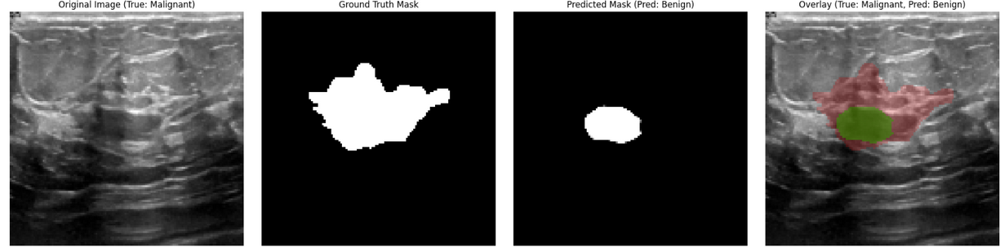 Original Image (True: Malignant)
Ground Truth Mask
Predicted Mask (Pred: Benign)
Overlay (True: Malignant, Pred: Benign)